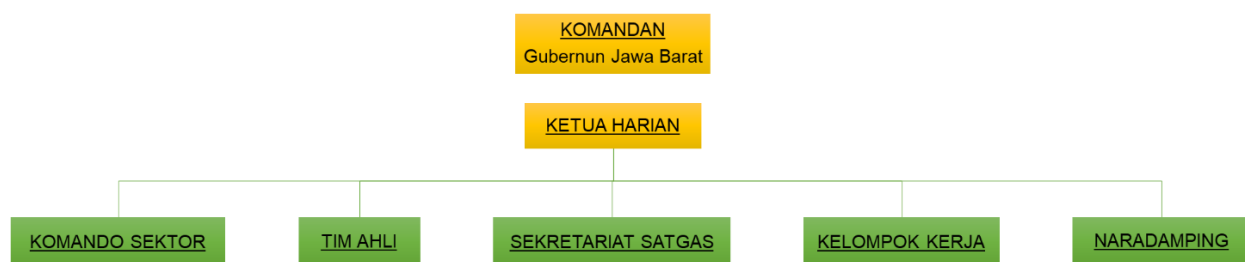 KOMANDAN
Gubernun Jawa Barat
KETUA HARIAN
KOMANDO SEKTOR
TIM AHLI
SEKRETARIAT SATGAS
KELOMPOK KERJA
NARADAMPING